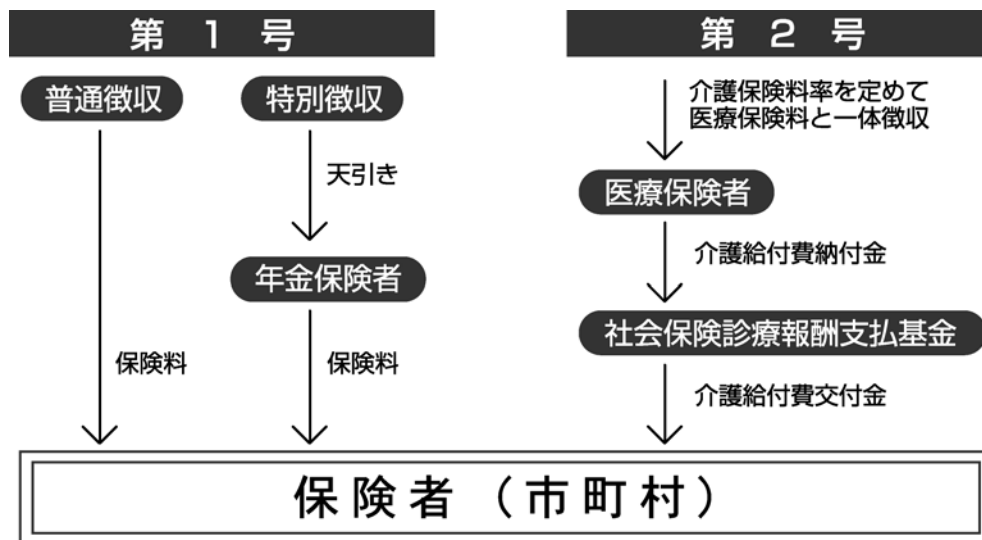 第 1 号
第 2 号
普通徴収
特別徴収
介護保険料率を定めて
医療保険料と一体徴収
天引き
医療保険者
年金保険者
介護給付費納付金
社会保険診療報酬支払基金
保険料
保険料
介護給付費交付金
保険者（市町村）